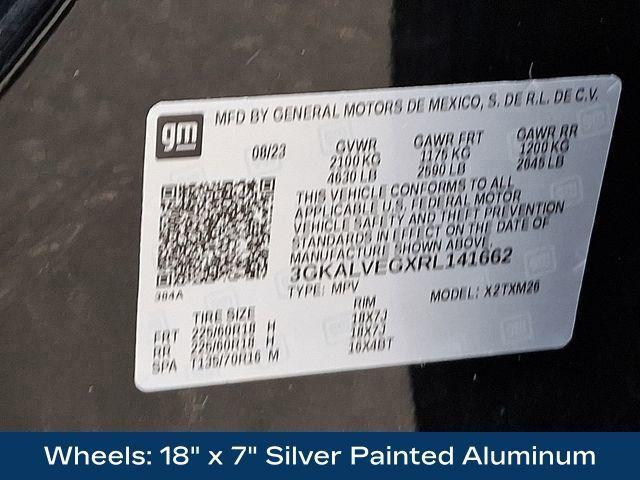 gm
MFD BY GENERAL MOTORS DE MEXICO, S. DE R.L. DE C.V.
08/23 GVWR GAWR FRT GAWR RR
2100 KG 1175 KG 1200 KG
4630 LB 2590 LB 2645 LB
THIS VEHICLE CONFORMS TO ALL
APPLICABLE U.S. FEDERAL MOTOR
VEHICLE SAFETY AND THEFT PREVENTION
STANDARDS IN EFFECT ON THE DATE OF
MANUFACTURE SHOWN ABOVE.
3GKALVEGXRL141662
TYPE: MPV MODEL: X2TXM26
384A
TIRE SIZE RIM
FRT 225/60R18 H 18X7J
RR 225/60R18 H 18X7J
SPA T135/70R16 M 16X4BT
Wheels: 18" x 7" Silver Painted Aluminum